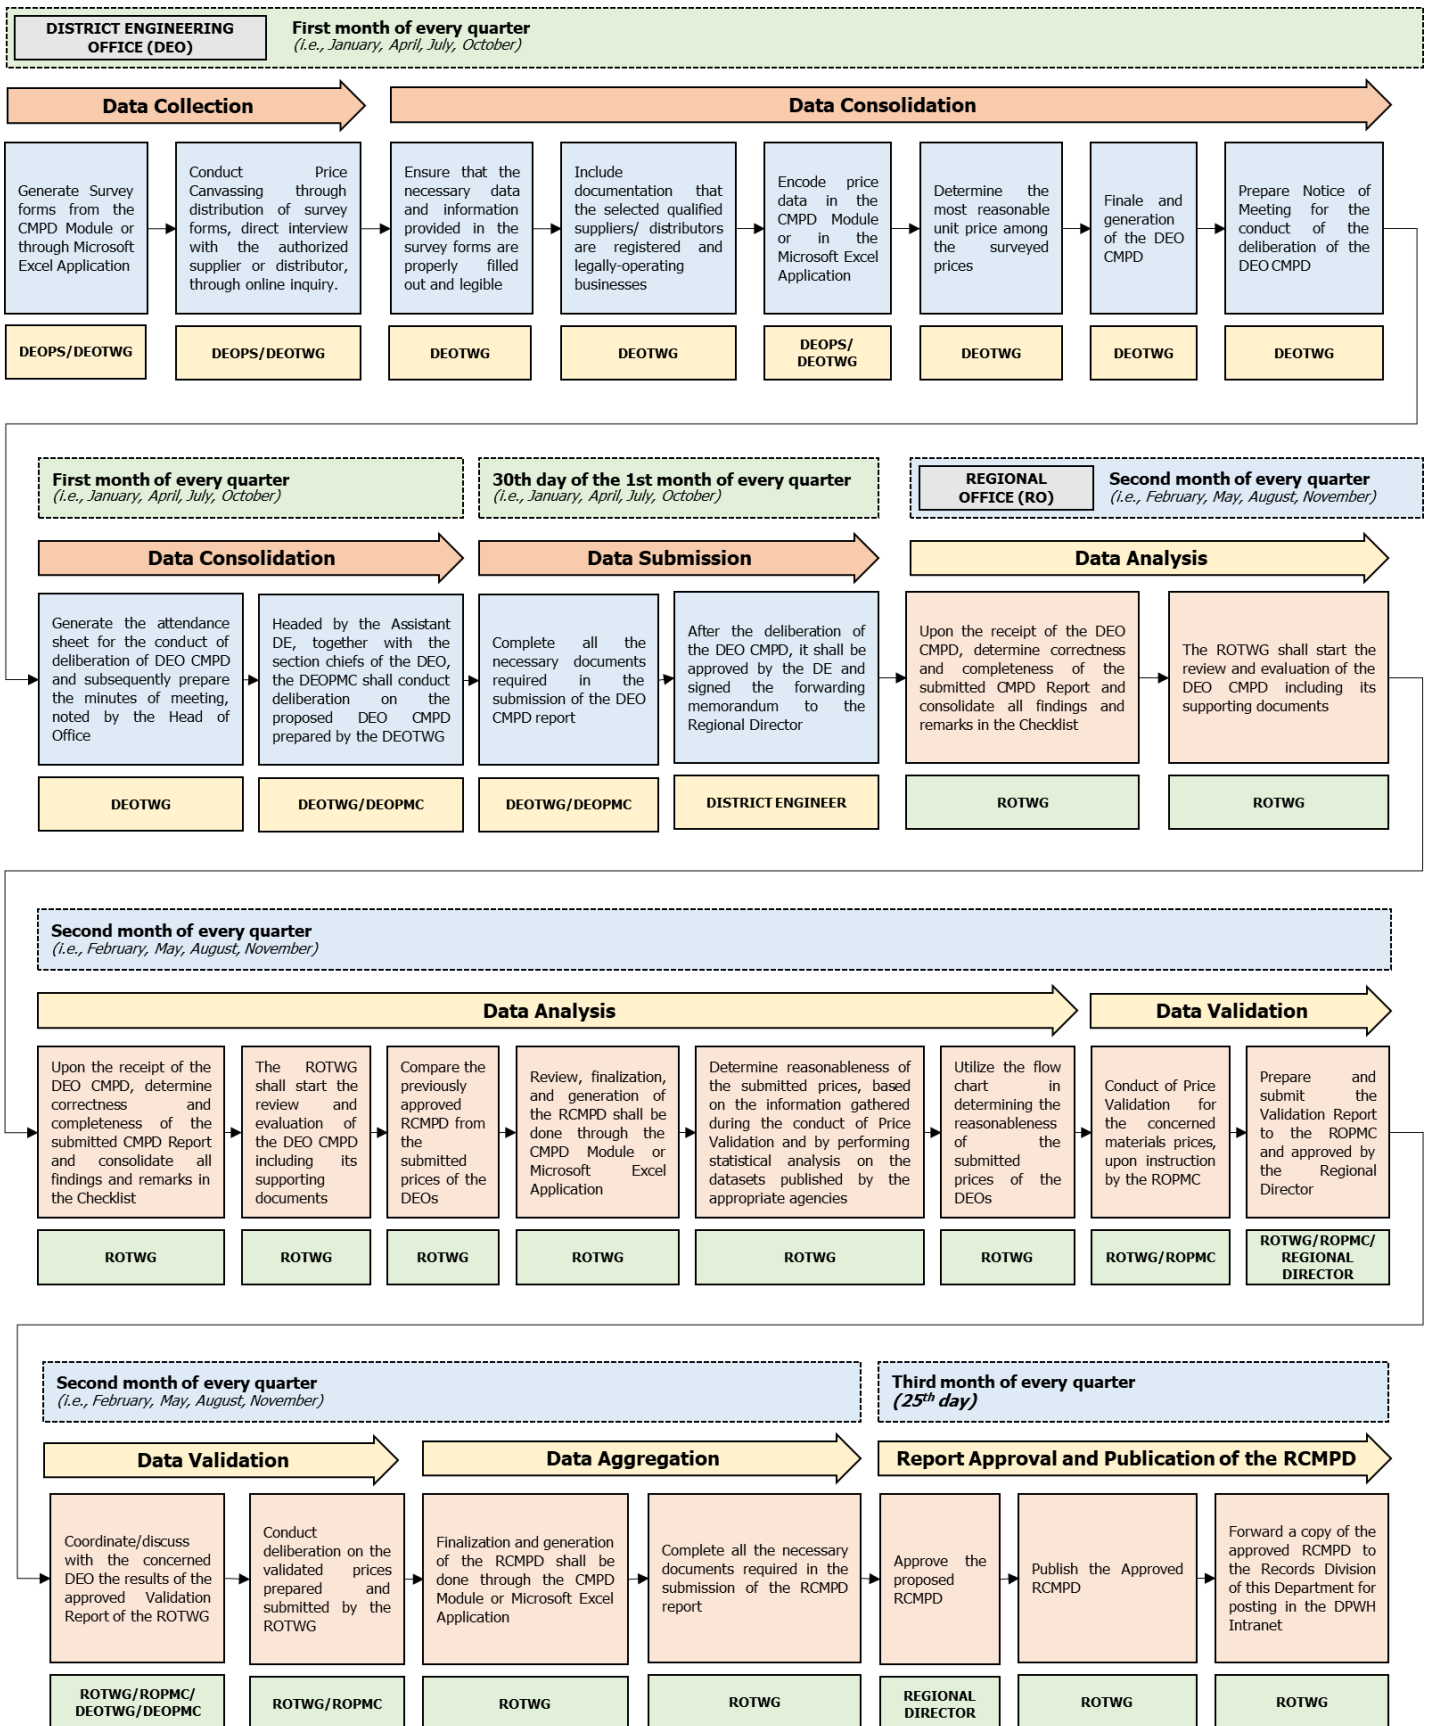 DISTRICT ENGINEERING
OFFICE (DEO)
First month of every quarter
(i.e., January, April, July, October)
Data Collection
Data Consolidation
Generate Survey
forms from the
CMPD Module or
through Microsoft
Excel Application
Conduct Price
Canvassing through
distribution of survey
forms, direct interview
with the authorized
supplier or distributor,
through online inquiry.
Ensure that the
necessary data
and information
provided in the
survey forms are
properly filled
out and legible
Include
documentation that
the selected qualified
suppliers/ distributors
are registered and
legally-operating
businesses
Encode price
data in the
CMPD Module
or in the
Microsoft Excel
Application
Determine the
most reasonable
unit price among
the surveyed
prices
Finale and
generation
of the DEO
CMPD
Prepare Notice of
Meeting for the
conduct of the
deliberation of the
DEO CMPD
DEOPS/DEOTWG
DEOPS/DEOTWG
DEOTWG
DEOTWG
DEOPS/
DEOTWG
DEOTWG
DEOTWG
DEOTWG
First month of every quarter
(i.e., January, April, July, October)
30th day of the 1st month of every quarter
(i.e., January, April, July, October)
REGIONAL
OFFICE (RO)
Second month of every quarter
(i.e., February, May, August, November)
Data Consolidation
Data Submission
Data Analysis
Generate the attendance
sheet for the conduct of
deliberation of DEO CMPD
and subsequently prepare
the minutes of meeting,
noted by the Head of
Office
Headed by the Assistant
DE, together with the
section chiefs of the DEO,
the DEOPMC shall conduct
deliberation on the
proposed DEO CMPD
prepared by the DEOTWG
Complete all the
necessary documents
required in the
submission of the DEO
CMPD report
After the deliberation of
the DEO CMPD, it shall be
approved by the DE and
signed the forwarding
memorandum to the
Regional Director
Upon the receipt of the DEO
CMPD, determine correctness
and completeness of the
submitted CMPD Report and
consolidate all findings and
remarks in the Checklist
The ROTWG shall start the
review and evaluation of the
DEO CMPD including its
supporting documents
DEOTWG
DEOTWG/DEOPMC
DEOTWG/DEOPMC
DISTRICT ENGINEER
ROTWG
ROTWG
Second month of every quarter
(i.e., February, May, August, November)
Data Analysis
Data Validation
Upon the receipt of the
DEO CMPD, determine
correctness and
completeness of the
submitted CMPD Report
and consolidate all
findings and remarks in
the Checklist
The ROTWG
shall start the
review and
evaluation of
the DEO CMPD
including its
supporting
documents
Compare the
previously
approved
RCMPD from
the
submitted
prices of the
DEOs
Review, finalization,
and generation of
the RCMPD shall be
done through the
CMPD Module or
Microsoft Excel
Application
Determine reasonableness of
the submitted prices, based
on the information gathered
during the conduct of Price
Validation and by performing
statistical analysis on the
datasets published by the
appropriate agencies
Utilize the flow
chart in
determining the
reasonableness
of the
submitted
prices of the
DEOs
Conduct of Price
Validation for
the concerned
materials prices,
upon instruction
by the ROPMC
Prepare and
submit the
Validation Report
to the ROPMC
and approved by
the Regional
Director
ROTWG
ROTWG
ROTWG
ROTWG
ROTWG
ROTWG
ROTWG/ROPMC
ROTWG/ROPMC/
REGIONAL
DIRECTOR
Second month of every quarter
(i.e., February, May, August, November)
Third month of every quarter
(25th day)
Data Validation
Data Aggregation
Report Approval and Publication of the RCMPD
Coordinate/discuss
with the concerned
DEO the results of the
approved Validation
Report of the ROTWG
Conduct
deliberation on the
validated prices
prepared and
submitted by the
ROTWG
Finalization and generation
of the RCMPD shall be
done through the CMPD
Module or Microsoft Excel
Application
Complete all the necessary
documents required in the
submission of the RCMPD
report
Approve the
proposed
RCMPD
Publish the Approved
RCMPD
Forward a copy of the
approved RCMPD to
the Records Division
of this Department for
posting in the DPWH
Intranet
ROTWG/ROPMC/
DEOTWG/DEOPMC
ROTWG/ROPMC
ROTWG
ROTWG
REGIONAL
DIRECTOR
ROTWG
ROTWG